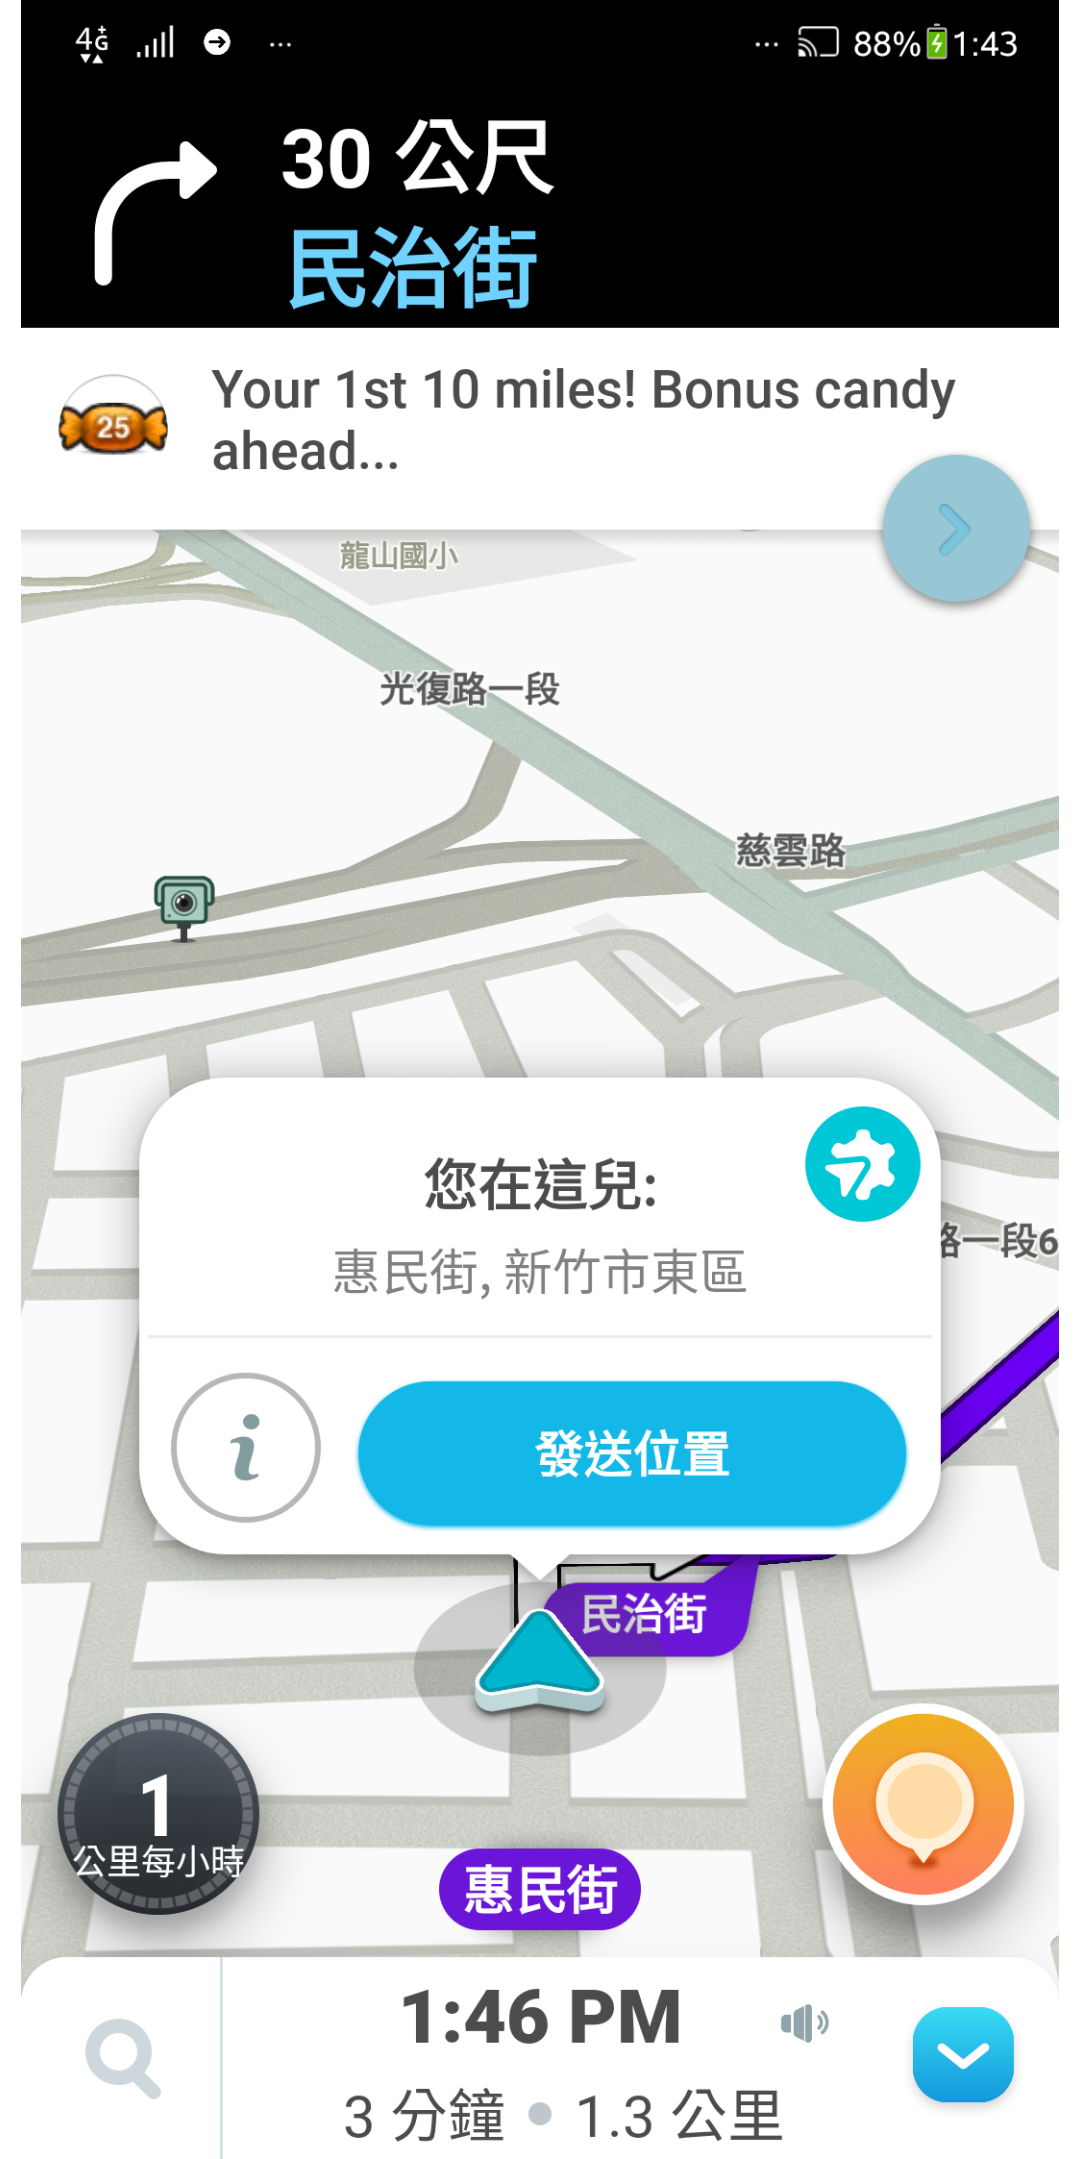 4G ... ... 88% 1:43
30 公尺
民治街
25
Your 1st 10 miles! Bonus candy
ahead...
龍山國小
光復路一段
慈雲路
您在這兒:
惠民街, 新竹市東區
路一段6
i
發送位置
民治街
1
公里每小時
惠民街
1:46 PM
3 分鐘 • 1.3 公里